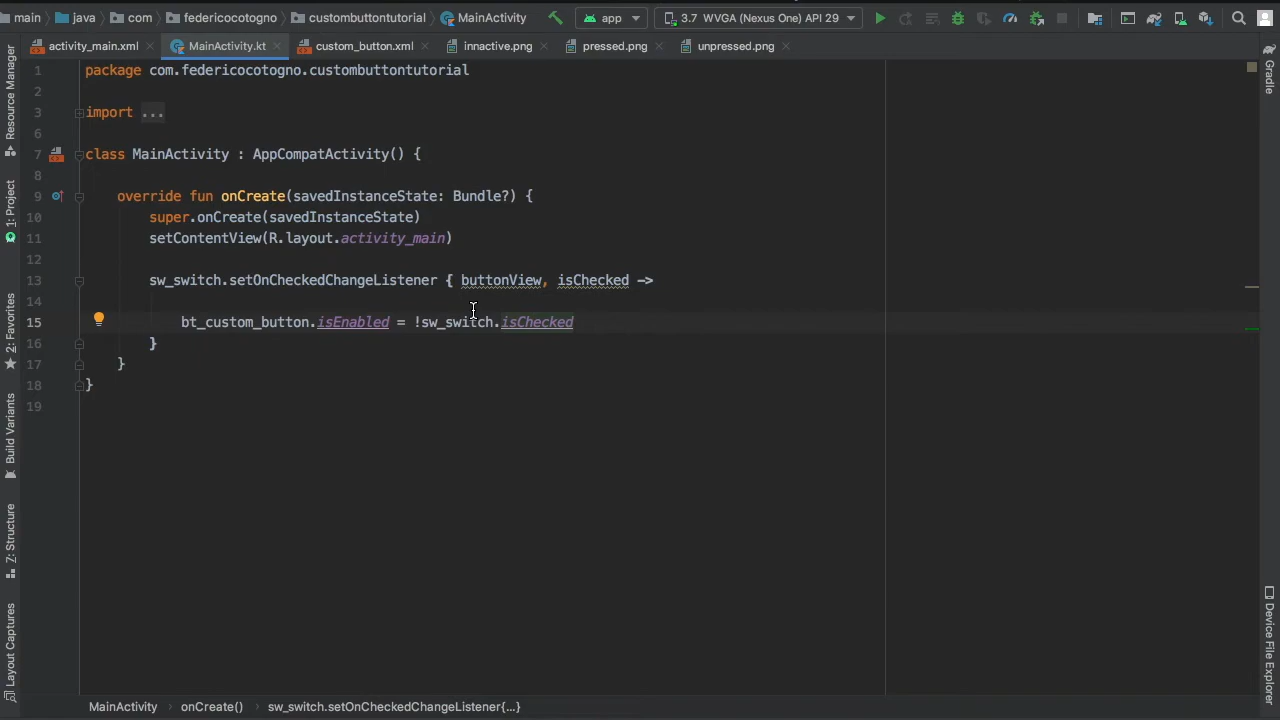 main java com federicocotogno custombuttontutorial MainActivity app 3.7 WVGA (Nexus One) API 29
activity_main.xml MainActivity.kt custom_button.xml innactive.png pressed.png unpressed.png
1 package com.federicocotogno.custombuttontutorial
2
3 import ...
6
7 class MainActivity : AppCompatActivity() {
8
9 override fun onCreate(savedInstanceState: Bundle?) {
10 super.onCreate(savedInstanceState)
11 setContentView(R.layout.activity_main)
12
13 sw_switch.setOnCheckedChangeListener { buttonView, isChecked ->
14
15 bt_custom_button.isEnabled = !sw_switch.isChecked
16 }
17 }
18 }
19
Resource Manager
1: Project
2: Favorites
Build Variants
7: Structure
Layout Captures
Gradle
Device File Explorer
MainActivity onCreate() sw_switch.setOnCheckedChangeListener{...}